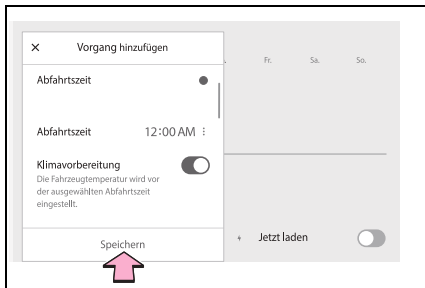 Vorgang hinzufügen
Abfahrtszeit
Abfahrtszeit 12:00 AM
Klimavorbereitung
Die Fahrzeugtemperatur wird vor
der ausgewählten Abfahrtszeit
eingestellt.
Speichern
Fr. Sa. So.
Jetzt laden